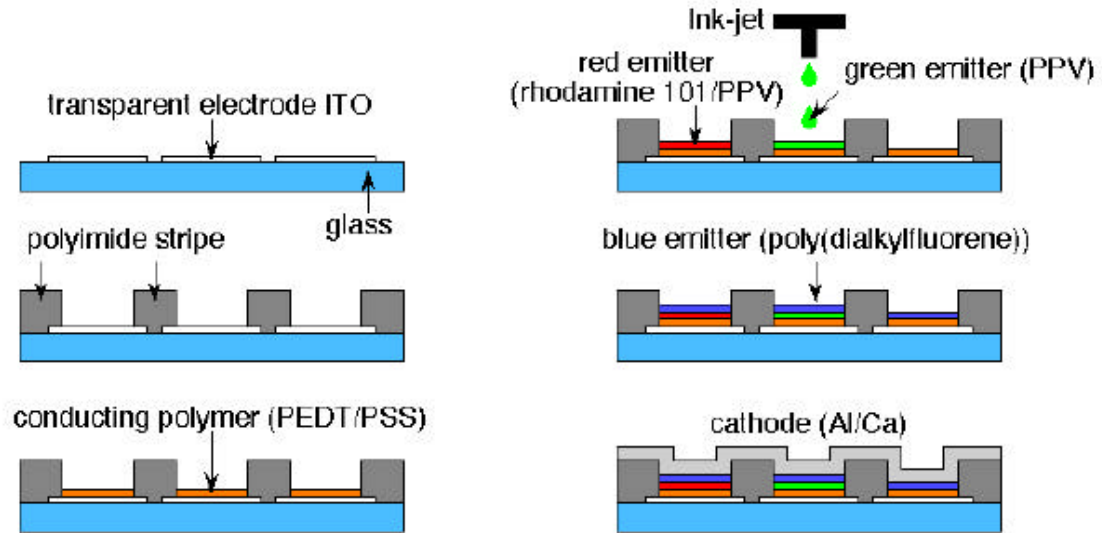 transparent electrode ITO
glass
polyimide stripe
conducting polymer (PEDT/PSS)
Ink-jet
red emitter
(rhodamine 101/PPV)
green emitter (PPV)
blue emitter (poly(dialkylfluorene))
cathode (Al/Ca)